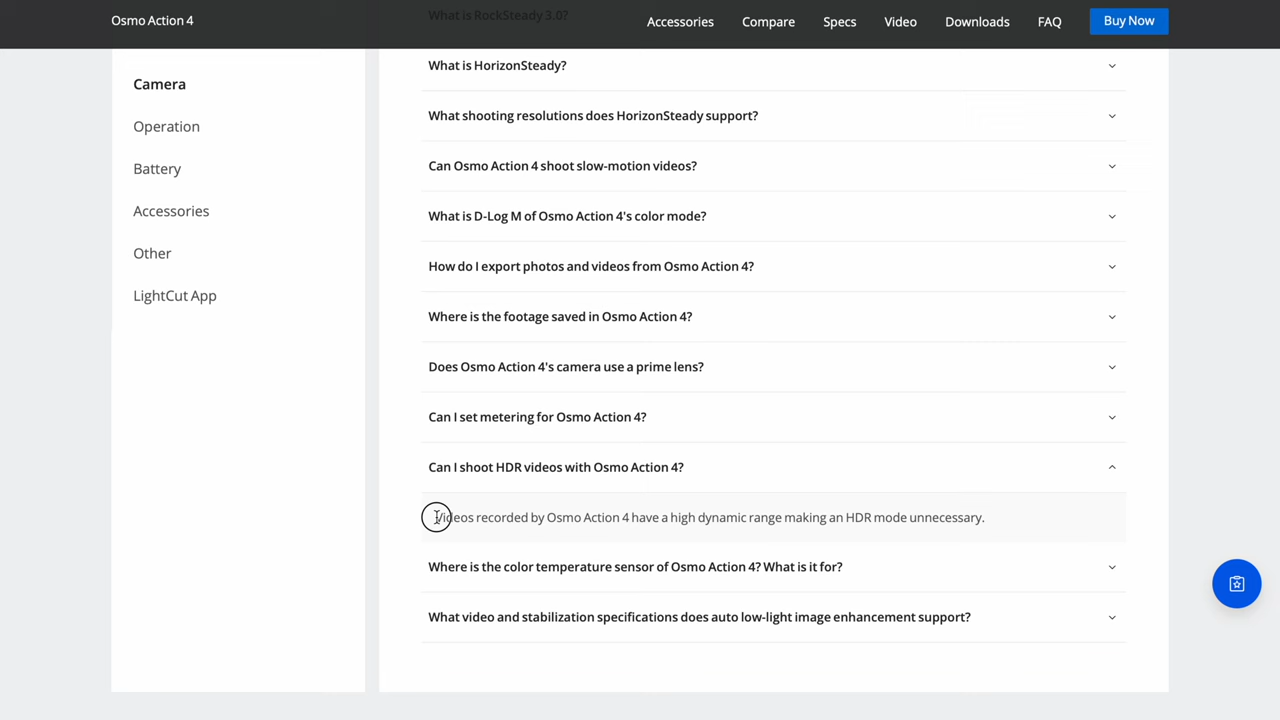 Osmo Action 4
What is RockSteady 3.0?
Accessories
Compare
Specs
Video
Downloads
FAQ
Buy Now
Camera
Operation
Battery
Accessories
Other
LightCut App
What is HorizonSteady?
What shooting resolutions does HorizonSteady support?
Can Osmo Action 4 shoot slow-motion videos?
What is D-Log M of Osmo Action 4's color mode?
How do I export photos and videos from Osmo Action 4?
Where is the footage saved in Osmo Action 4?
Does Osmo Action 4's camera use a prime lens?
Can I set metering for Osmo Action 4?
Can I shoot HDR videos with Osmo Action 4?
Videos recorded by Osmo Action 4 have a high dynamic range making an HDR mode unnecessary.
Where is the color temperature sensor of Osmo Action 4? What is it for?
What video and stabilization specifications does auto low-light image enhancement support?